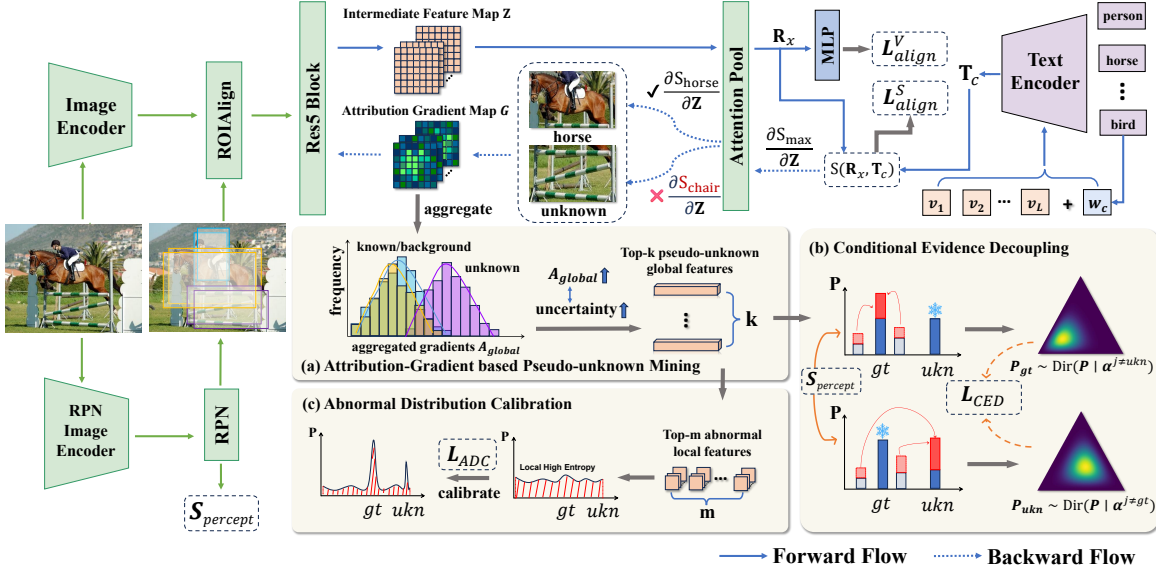 Image
Encoder
ROIAlign
RPN
Image
Encoder
RPN
S_percept
Res5 Block
Intermediate Feature Map Z
Attribution Gradient Map G
aggregate
horse
unknown
✓ ∂S_horse / ∂Z
✗ ∂S_chair / ∂Z
Attention Pool
∂S_max / ∂Z
R_x
MLP
L^V_align
L^S_align
S(R_x, T_c)
T_c
Text
Encoder
person
horse
bird
v_1 v_2 ... v_L + w_c
known/background
unknown
frequency
aggregated gradients A_global
A_global
uncertainty
Top-k pseudo-unknown
global features
k
(a) Attribution-Gradient based Pseudo-unknown Mining
(b) Conditional Evidence Decoupling
P
gt ukn
P_gt ~ Dir(P | α^{j≠ukn})
S_percept
L_CED
P
gt ukn
P_ukn ~ Dir(P | α^{j≠gt})
(c) Abnormal Distribution Calibration
P
gt ukn
L_ADC
calibrate
P
Local High Entropy
gt ukn
Top-m abnormal
local features
m
Forward Flow
Backward Flow